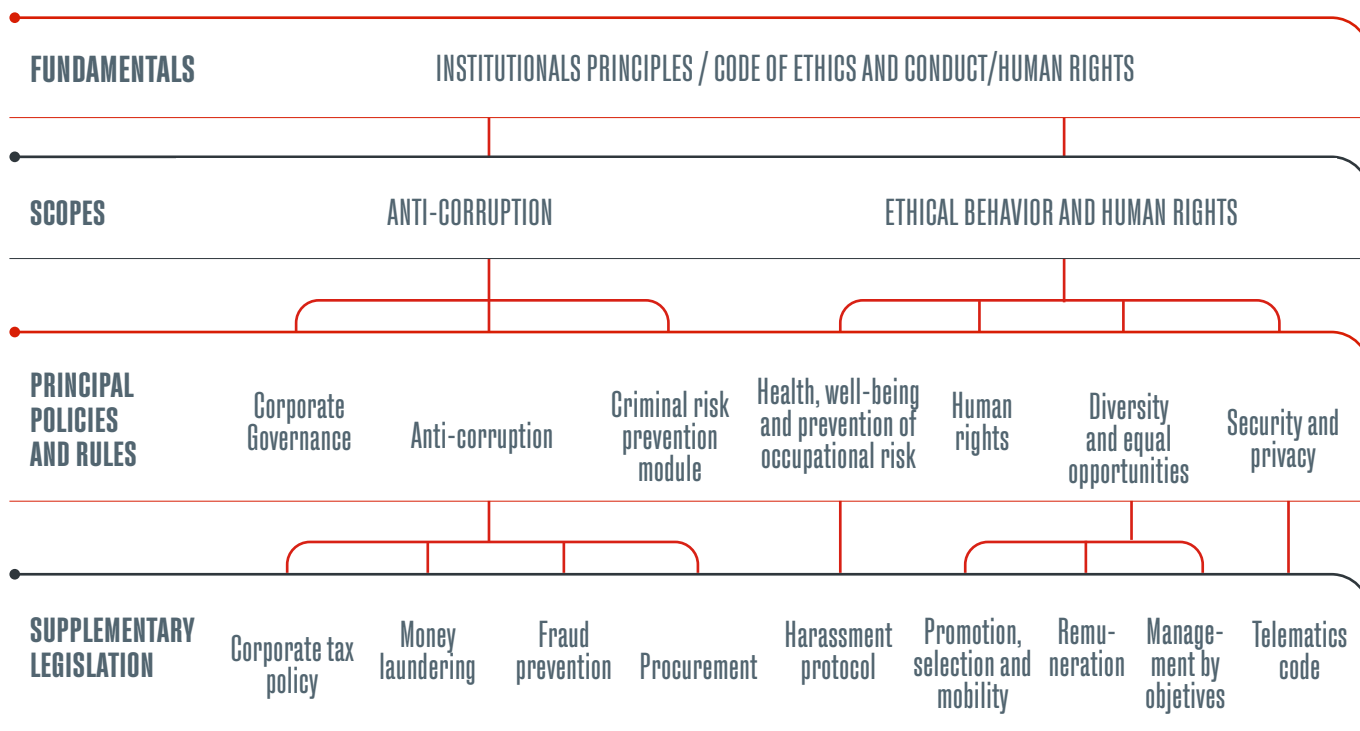 FUNDAMENTALS
INSTITUTIONALS PRINCIPLES / CODE OF ETHICS AND CONDUCT/HUMAN RIGHTS
SCOPES
ANTI-CORRUPTION
ETHICAL BEHAVIOR AND HUMAN RIGHTS
PRINCIPAL
POLICIES
AND RULES
Corporate
Governance
Anti-corruption
Criminal risk
prevention
module
Health, well-being
and prevention of
occupational risk
Human
rights
Diversity
and equal
opportunities
Security and
privacy
SUPPLEMENTARY
LEGISLATION
Corporate tax
policy
Money
laundering
Fraud
prevention
Procurement
Harassment
protocol
Promotion,
selection and
mobility
Remu-
neration
Manage-
ment by
objetives
Telematics
code